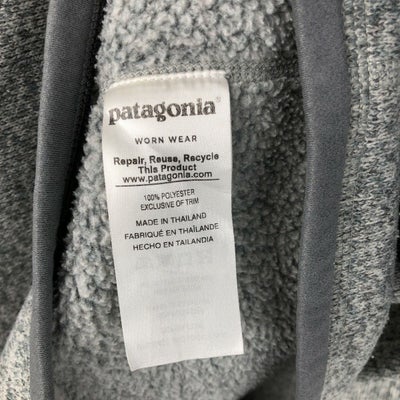 patagonia®
WORN WEAR
Repair, Reuse, Recycle
This Product
www.patagonia.com
100% POLYESTER
EXCLUSIVE OF TRIM
MADE IN THAILAND
FABRIQUÉ EN THAÏLANDE
HECHO EN TAILANDIA